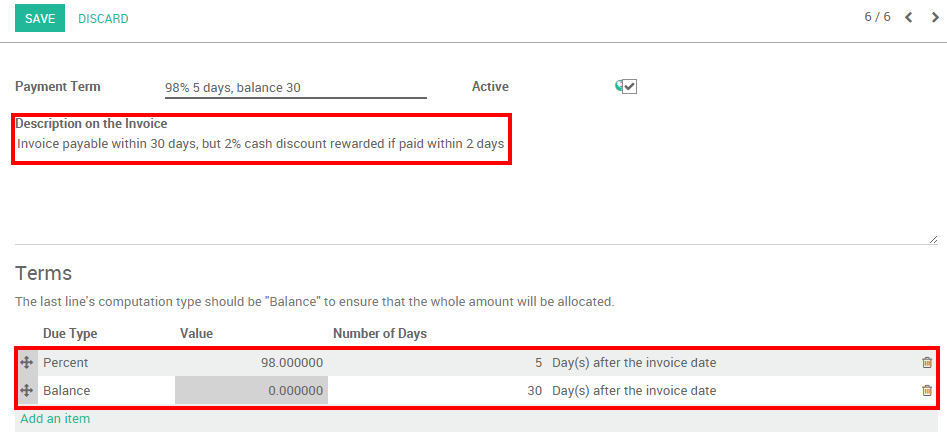 SAVE DISCARD 6 / 6
Payment Term 98% 5 days, balance 30 Active
Description on the Invoice
Invoice payable within 30 days, but 2% cash discount rewarded if paid within 2 days
Terms
The last line's computation type should be "Balance" to ensure that the whole amount will be allocated.
Due Type Value Number of Days
Percent 98.000000 5 Day(s) after the invoice date
Balance 0.000000 30 Day(s) after the invoice date
Add an item